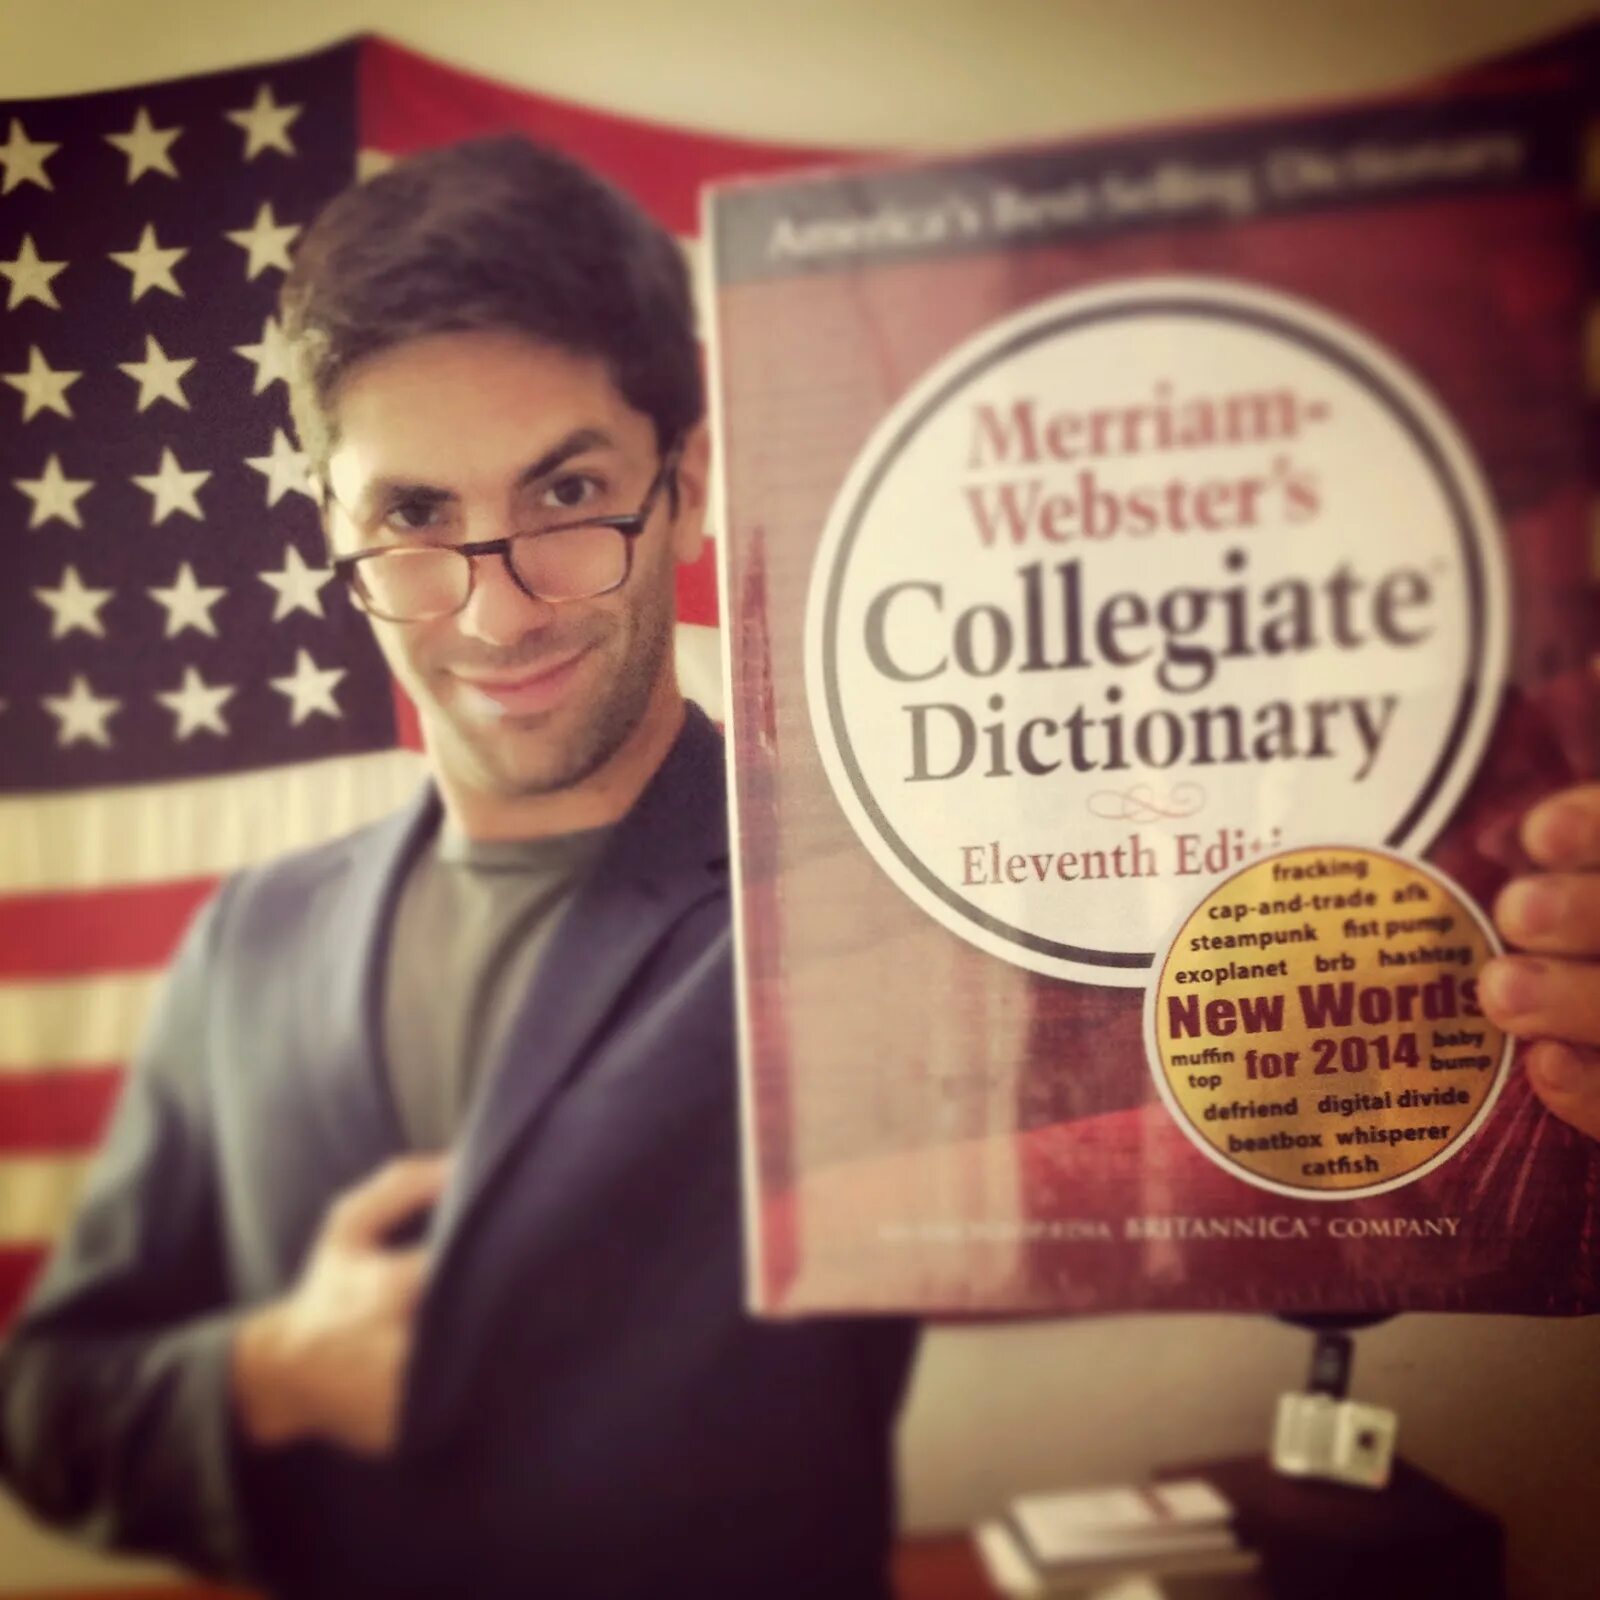 America's Best-Selling Dictionary
Merriam-
Webster's
Collegiate
Dictionary
Eleventh Editi
fracking
cap-and-trade afk
steampunk fist pump
exoplanet brb hashtag
New Words
for 2014
muffin
top
baby
bump
defriend digital divide
beatbox whisperer
catfish
BRITANNICA® COMPANY